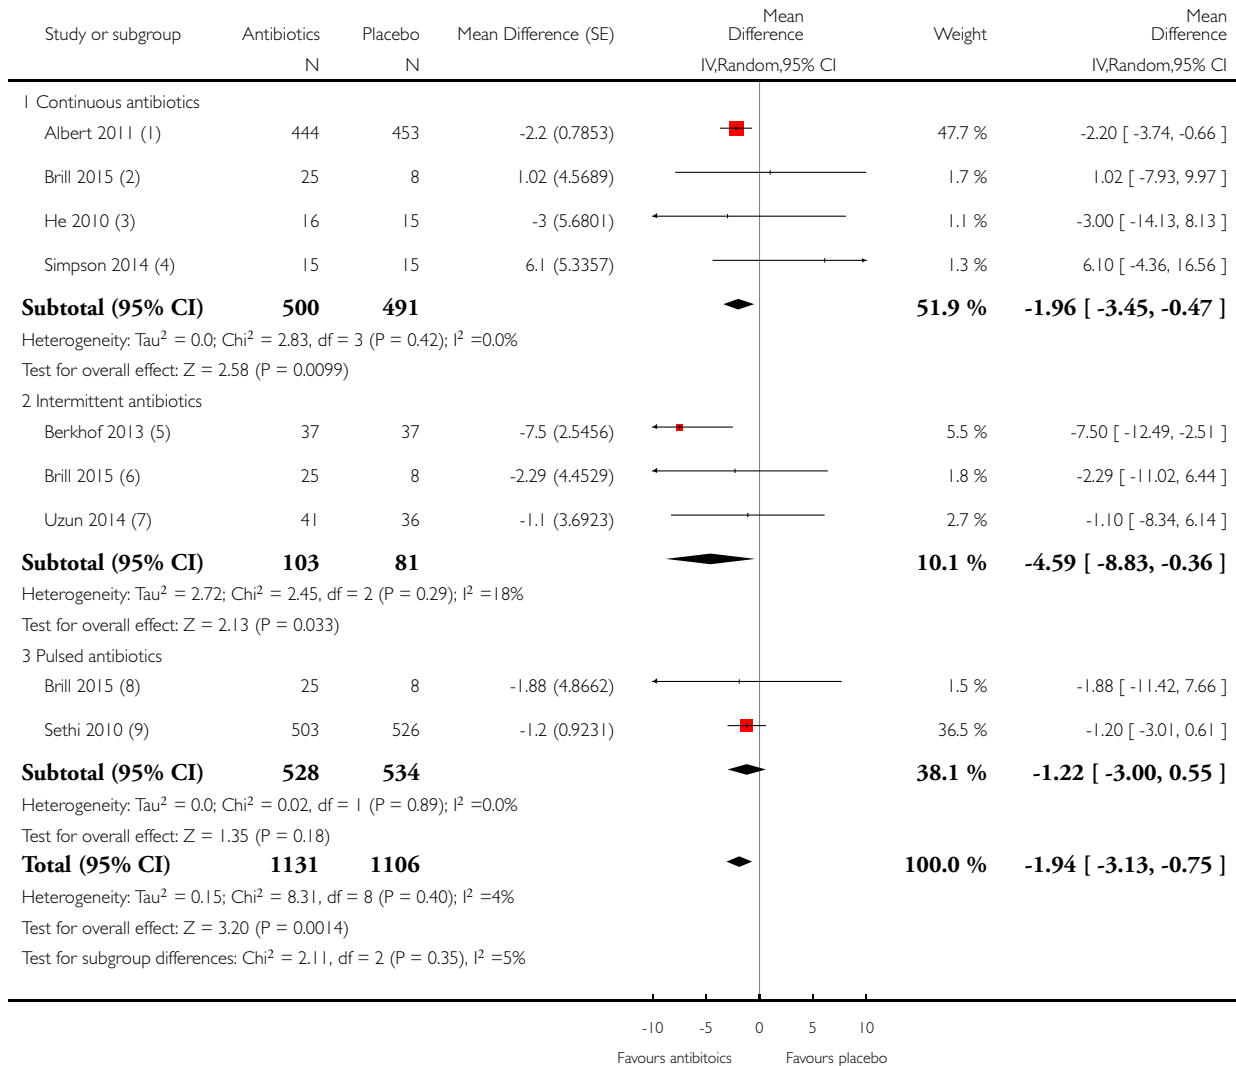 Study or subgroup Antibiotics Placebo Mean Difference (SE) Mean Difference Weight Mean Difference
N N IV,Random,95% CI IV,Random,95% CI
1 Continuous antibiotics
Albert 2011 (1) 444 453 -2.2 (0.7853) 47.7 % -2.20 [ -3.74, -0.66 ]
Brill 2015 (2) 25 8 1.02 (4.5689) 1.7 % 1.02 [ -7.93, 9.97 ]
He 2010 (3) 16 15 -3 (5.6801) 1.1 % -3.00 [ -14.13, 8.13 ]
Simpson 2014 (4) 15 15 6.1 (5.3357) 1.3 % 6.10 [ -4.36, 16.56 ]
Subtotal (95% CI) 500 491 51.9 % -1.96 [ -3.45, -0.47 ]
Heterogeneity: Tau² = 0.0; Chi² = 2.83, df = 3 (P = 0.42); I² =0.0%
Test for overall effect: Z = 2.58 (P = 0.0099)
2 Intermittent antibiotics
Berkhof 2013 (5) 37 37 -7.5 (2.5456) 5.5 % -7.50 [ -12.49, -2.51 ]
Brill 2015 (6) 25 8 -2.29 (4.4529) 1.8 % -2.29 [ -11.02, 6.44 ]
Uzun 2014 (7) 41 36 -1.1 (3.6923) 2.7 % -1.10 [ -8.34, 6.14 ]
Subtotal (95% CI) 103 81 10.1 % -4.59 [ -8.83, -0.36 ]
Heterogeneity: Tau² = 2.72; Chi² = 2.45, df = 2 (P = 0.29); I² =18%
Test for overall effect: Z = 2.13 (P = 0.033)
3 Pulsed antibiotics
Brill 2015 (8) 25 8 -1.88 (4.8662) 1.5 % -1.88 [ -11.42, 7.66 ]
Sethi 2010 (9) 503 526 -1.2 (0.9231) 36.5 % -1.20 [ -3.01, 0.61 ]
Subtotal (95% CI) 528 534 38.1 % -1.22 [ -3.00, 0.55 ]
Heterogeneity: Tau² = 0.0; Chi² = 0.02, df = 1 (P = 0.89); I² =0.0%
Test for overall effect: Z = 1.35 (P = 0.18)
Total (95% CI) 1131 1106 100.0 % -1.94 [ -3.13, -0.75 ]
Heterogeneity: Tau² = 0.15; Chi² = 8.31, df = 8 (P = 0.40); I² =4%
Test for overall effect: Z = 3.20 (P = 0.0014)
Test for subgroup differences: Chi² = 2.11, df = 2 (P = 0.35), I² =5%
-10 -5 0 5 10
Favours antibitoics Favours placebo